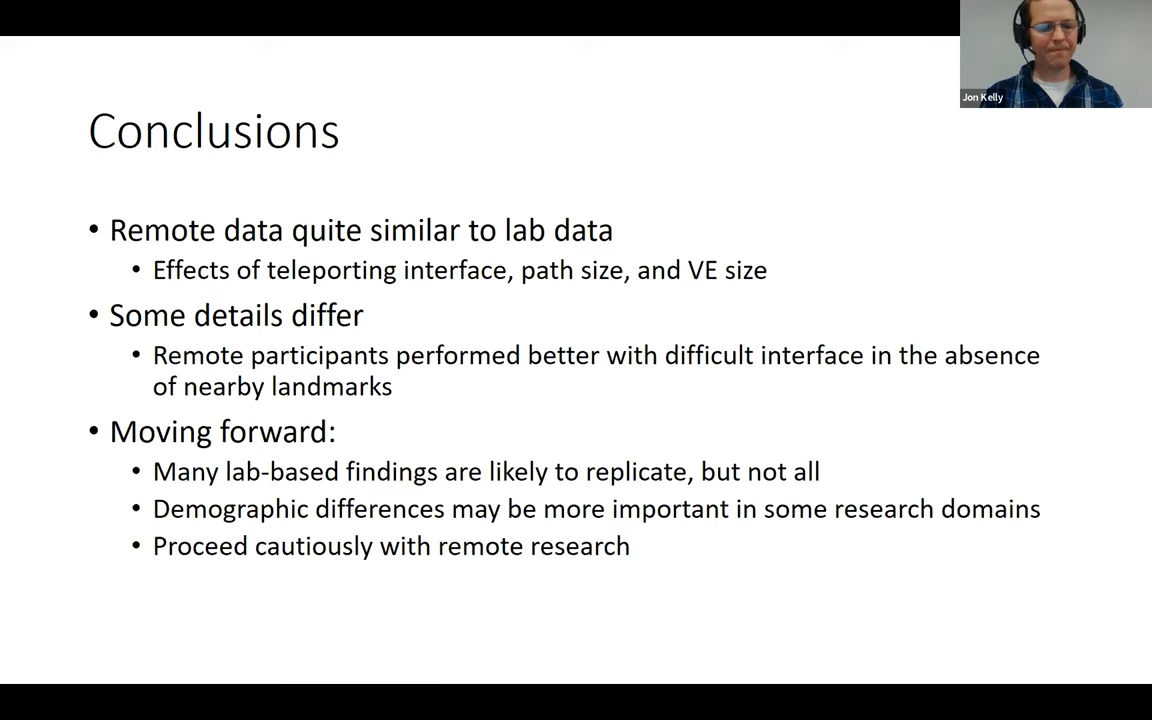 Jon Kelly
Conclusions
• Remote data quite similar to lab data
• Effects of teleporting interface, path size, and VE size
• Some details differ
• Remote participants performed better with difficult interface in the absence
of nearby landmarks
• Moving forward:
• Many lab-based findings are likely to replicate, but not all
• Demographic differences may be more important in some research domains
• Proceed cautiously with remote research